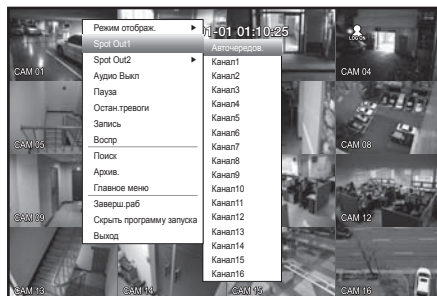 -01-01 01:10:25
LOG ON
CAM 01
CAM 04
Режим отображ.
Spot Out1
Spot Out2
Аудио Выкл
Пауза
Остан.тревоги
Запись
Воспр
Поиск
Архив.
Главное меню
Заверш.раб
Скрыть программу запуска
Выход
Авточередов.
Канал1
Канал2
Канал3
Канал4
Канал5
Канал6
Канал7
Канал8
Канал9
Канал10
Канал11
Канал12
Канал13
Канал14
Канал15
Канал16
CAM 05
CAM 08
CAM 09
CAM 12
CAM 13
CAM 14
CAM 15
CAM 16